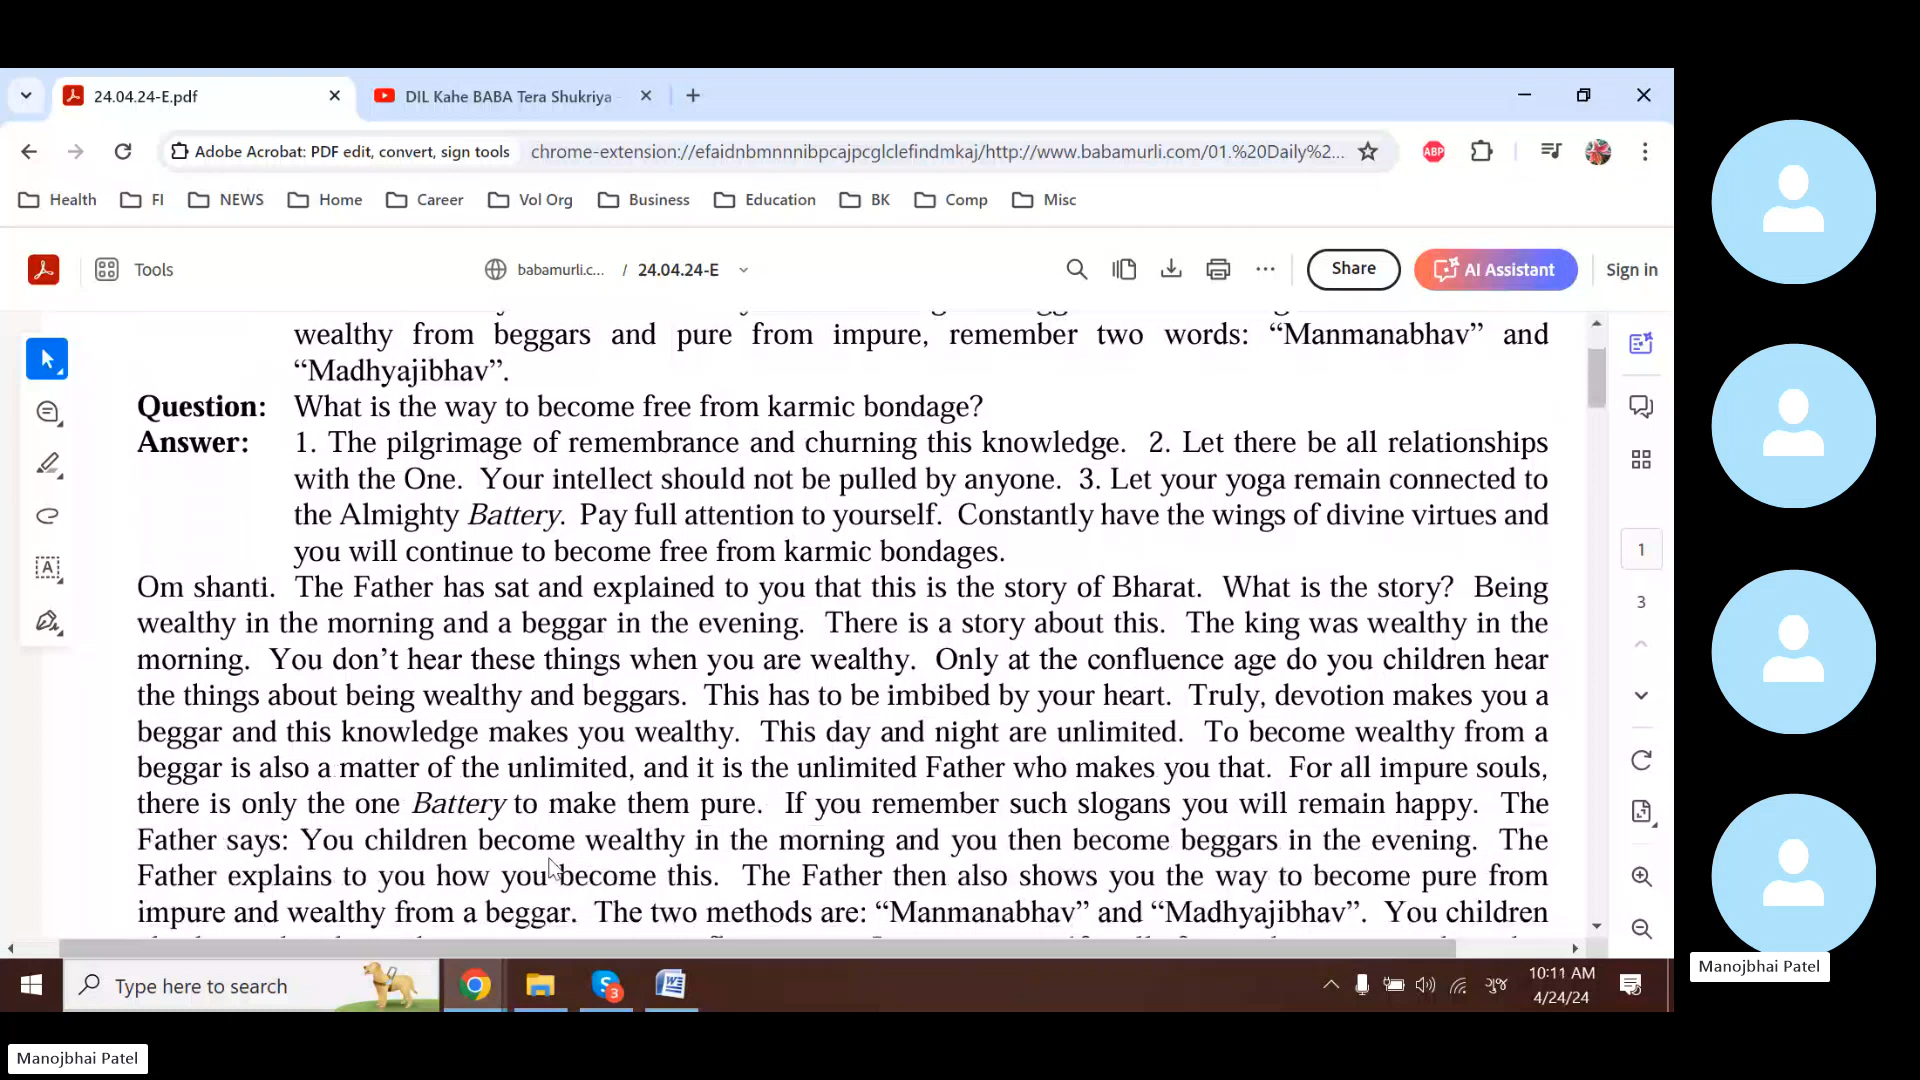 24.04.24-E.pdf
DIL Kahe BABA Tera Shukriya
Adobe Acrobat: PDF edit, convert, sign tools
chrome-extension://efaidnbmnnnibpcajpcglclefindmkaj/http://www.babamurli.com/01.%20Daily%2...
ABP
Health FI NEWS Home Career Vol Org Business Education BK Comp Misc
Tools
babamurli.c... / 24.04.24-E
Share
AI Assistant
Sign in
wealthy from beggars and pure from impure, remember two words: “Manmanabhav” and
“Madhyajibhav”.
Question: What is the way to become free from karmic bondage?
Answer: 1. The pilgrimage of remembrance and churning this knowledge. 2. Let there be all relationships
with the One. Your intellect should not be pulled by anyone. 3. Let your yoga remain connected to
the Almighty Battery. Pay full attention to yourself. Constantly have the wings of divine virtues and
you will continue to become free from karmic bondages.
Om shanti. The Father has sat and explained to you that this is the story of Bharat. What is the story? Being
wealthy in the morning and a beggar in the evening. There is a story about this. The king was wealthy in the
morning. You don’t hear these things when you are wealthy. Only at the confluence age do you children hear
the things about being wealthy and beggars. This has to be imbibed by your heart. Truly, devotion makes you a
beggar and this knowledge makes you wealthy. This day and night are unlimited. To become wealthy from a
beggar is also a matter of the unlimited, and it is the unlimited Father who makes you that. For all impure souls,
there is only the one Battery to make them pure. If you remember such slogans you will remain happy. The
Father says: You children become wealthy in the morning and you then become beggars in the evening. The
Father explains to you how you become this. The Father then also shows you the way to become pure from
impure and wealthy from a beggar. The two methods are: “Manmanabhav” and “Madhyajibhav”. You children
1
3
Type here to search
3
ગુજ
10:11 AM
4/24/24
Manojbhai Patel
Manojbhai Patel